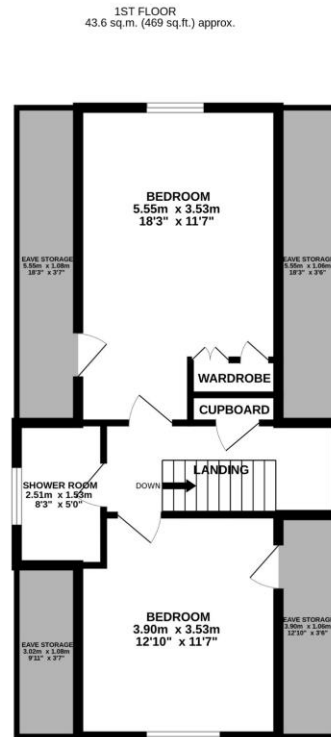 1ST FLOOR
43.6 sq.m. (469 sq.ft.) approx.
BEDROOM
5.55m x 3.53m
18'3" x 11'7"
EAVE STORAGE
5.55m x 1.08m
18'3" x 3'7"
EAVE STORAGE
5.55m x 1.06m
18'3" x 3'6"
WARDROBE
CUPBOARD
LANDING
DOWN
SHOWER ROOM
2.51m x 1.53m
8'3" x 5'0"
BEDROOM
3.90m x 3.53m
12'10" x 11'7"
EAVE STORAGE
3.90m x 1.06m
12'10" x 3'6"
EAVE STORAGE
3.02m x 1.08m
9'11" x 3'7"